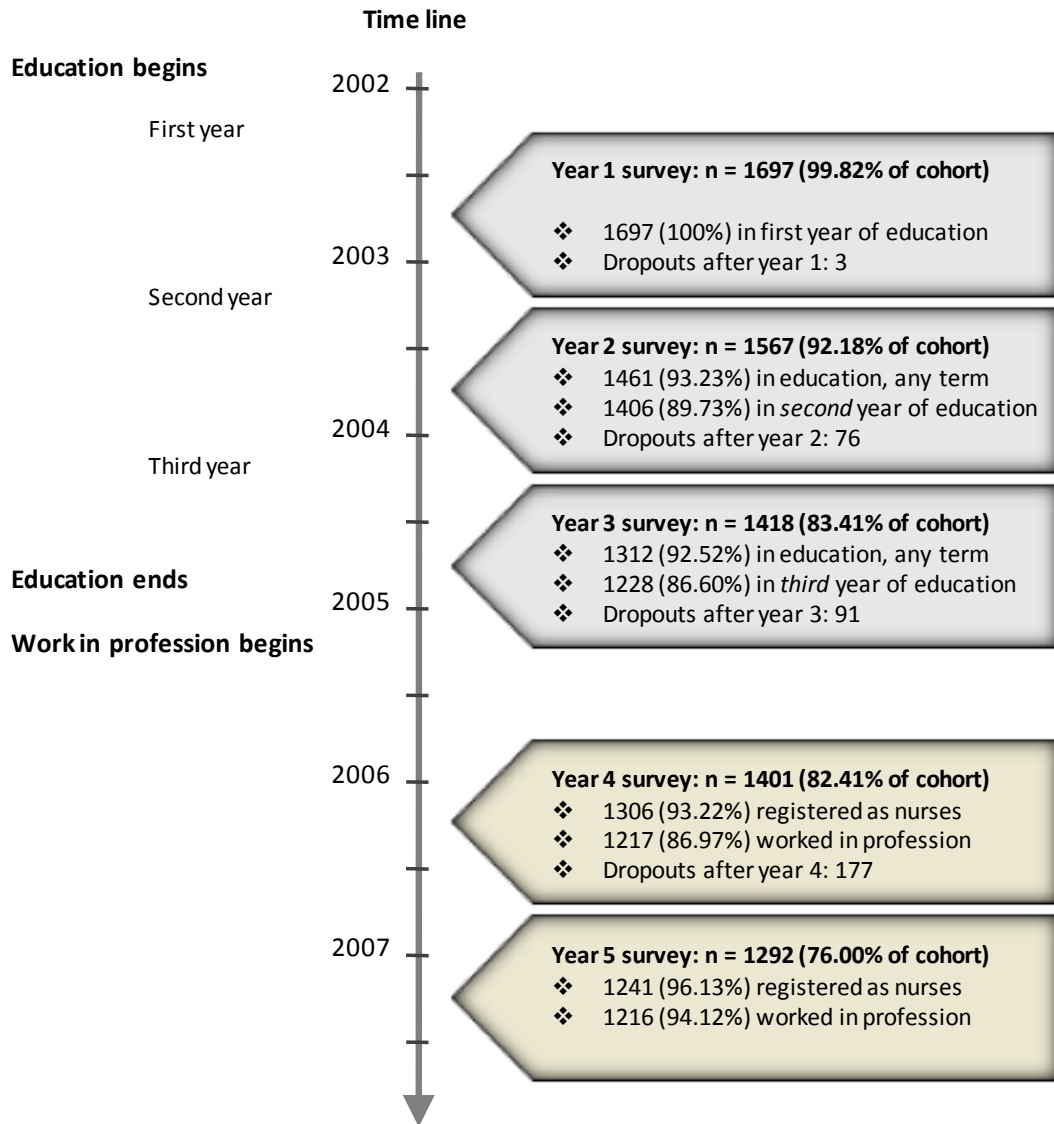 Time line
Education begins
2002
First year
Year 1 survey: n = 1697 (99.82% of cohort)
❖ 1697 (100%) in first year of education
❖ Dropouts after year 1: 3
2003
Second year
Year 2 survey: n = 1567 (92.18% of cohort)
❖ 1461 (93.23%) in education, any term
❖ 1406 (89.73%) in second year of education
❖ Dropouts after year 2: 76
2004
Third year
Year 3 survey: n = 1418 (83.41% of cohort)
❖ 1312 (92.52%) in education, any term
❖ 1228 (86.60%) in third year of education
❖ Dropouts after year 3: 91
Education ends
2005
Work in profession begins
Year 4 survey: n = 1401 (82.41% of cohort)
❖ 1306 (93.22%) registered as nurses
❖ 1217 (86.97%) worked in profession
❖ Dropouts after year 4: 177
2006
Year 5 survey: n = 1292 (76.00% of cohort)
❖ 1241 (96.13%) registered as nurses
❖ 1216 (94.12%) worked in profession
2007